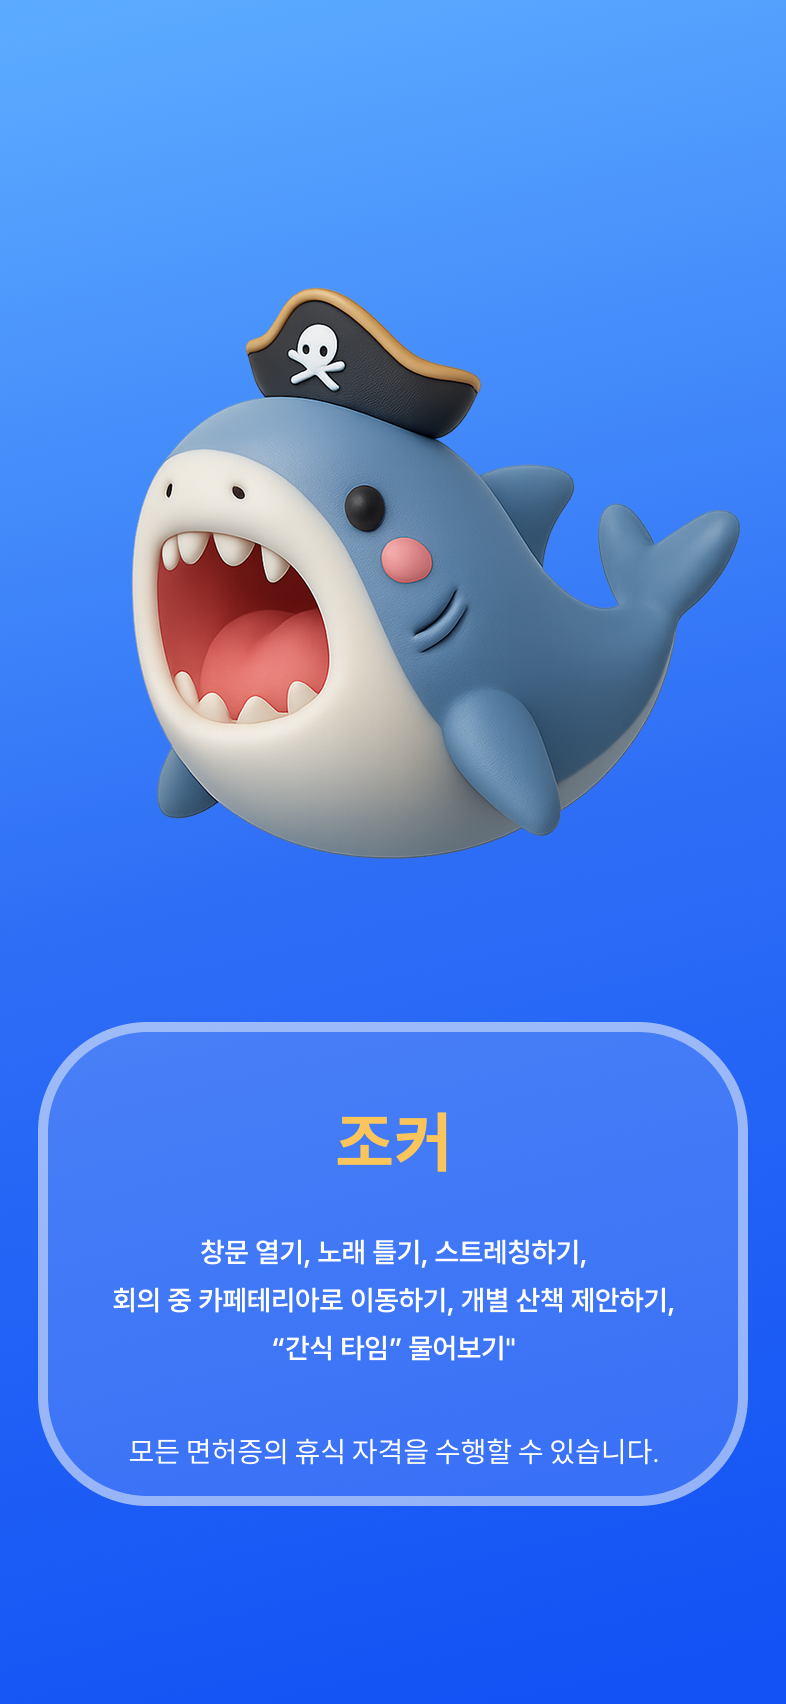 조커
창문 열기, 노래 틀기, 스트레칭하기,
회의 중 카페테리아로 이동하기, 개별 산책 제안하기,
“간식 타임” 물어보기"
모든 면허증의 휴식 자격을 수행할 수 있습니다.